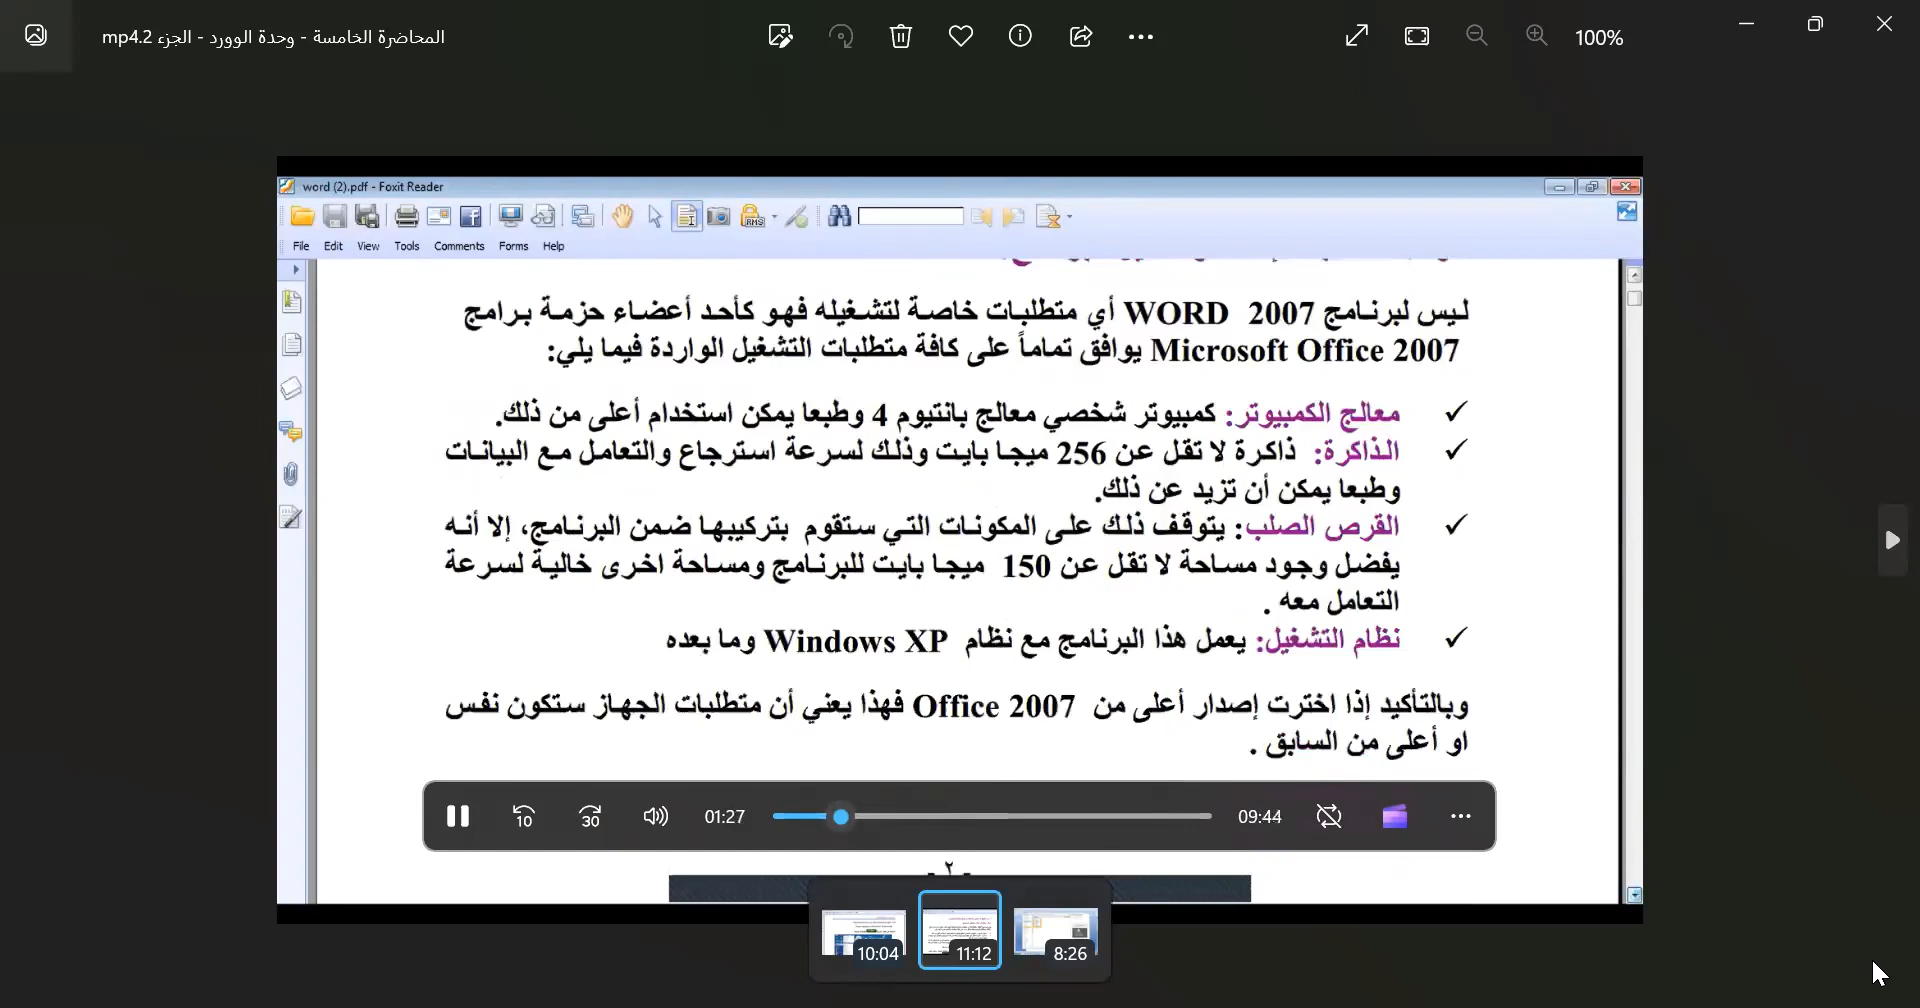 المحاضرة الخامسة - وحدة الوورد - الجزء 2.mp4
100%
word (2).pdf - Foxit Reader
RMS
File Edit View Tools Comments Forms Help
ليس لبرنامج WORD 2007 أي متطلبات خاصة لتشغيله فهو كأحد أعضاء حزمة برامج
Microsoft Office 2007 يوافق تماماً على كافة متطلبات التشغيل الواردة فيما يلي:
✓ معالج الكمبيوتر: كمبيوتر شخصي معالج بانتيوم 4 وطبعا يمكن استخدام أعلى من ذلك.
✓ الذاكرة: ذاكرة لا تقل عن 256 ميجا بايت وذلك لسرعة استرجاع والتعامل مع البيانات
وطبعا يمكن أن تزيد عن ذلك.
✓ القرص الصلب: يتوقف ذلك على المكونات التي ستقوم بتركيبها ضمن البرنامج، إلا أنه
يفضل وجود مساحة لا تقل عن 150 ميجا بايت للبرنامج ومساحة اخرى خالية لسرعة
التعامل معه .
✓ نظام التشغيل: يعمل هذا البرنامج مع نظام Windows XP وما بعده
وبالتأكيد إذا اخترت إصدار أعلى من Office 2007 فهذا يعني أن متطلبات الجهاز ستكون نفس
او أعلى من السابق .
10 30 01:27 09:44
- ٢ -
10:04 11:12 8:26